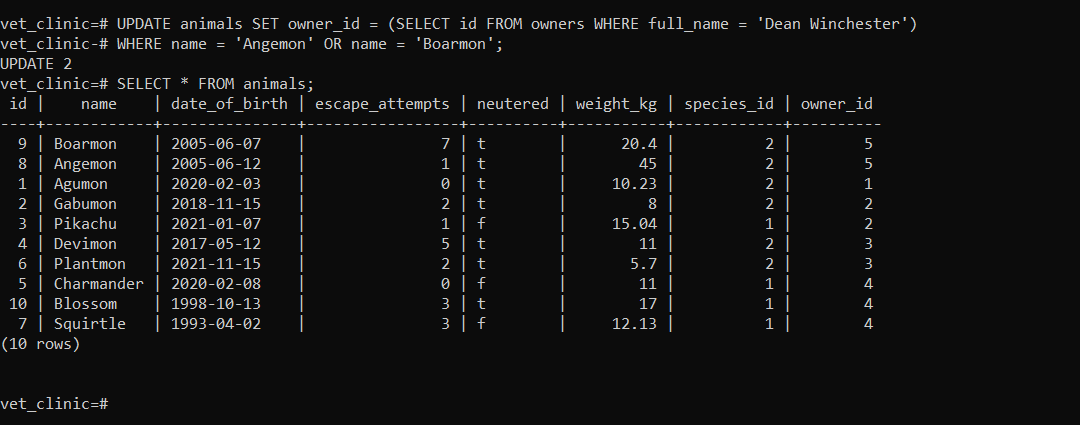 vet_clinic=# UPDATE animals SET owner_id = (SELECT id FROM owners WHERE full_name = 'Dean Winchester')
vet_clinic-# WHERE name = 'Angemon' OR name = 'Boarmon';
UPDATE 2
vet_clinic=# SELECT * FROM animals;
 id |    name    | date_of_birth | escape_attempts | neutered | weight_kg | species_id | owner_id
----+------------+---------------+-----------------+----------+-----------+------------+----------
  9 | Boarmon    | 2005-06-07    |               7 | t        |      20.4 |          2 |        5
  8 | Angemon    | 2005-06-12    |               1 | t        |        45 |          2 |        5
  1 | Agumon     | 2020-02-03    |               0 | t        |     10.23 |          2 |        1
  2 | Gabumon    | 2018-11-15    |               2 | t        |         8 |          2 |        2
  3 | Pikachu    | 2021-01-07    |               1 | f        |     15.04 |          1 |        2
  4 | Devimon    | 2017-05-12    |               5 | t        |        11 |          2 |        3
  6 | Plantmon   | 2021-11-15    |               2 | t        |       5.7 |          2 |        3
  5 | Charmander | 2020-02-08    |               0 | f        |        11 |          1 |        4
 10 | Blossom    | 1998-10-13    |               3 | t        |        17 |          1 |        4
  7 | Squirtle   | 1993-04-02    |               3 | f        |     12.13 |          1 |        4
(10 rows)
vet_clinic=#